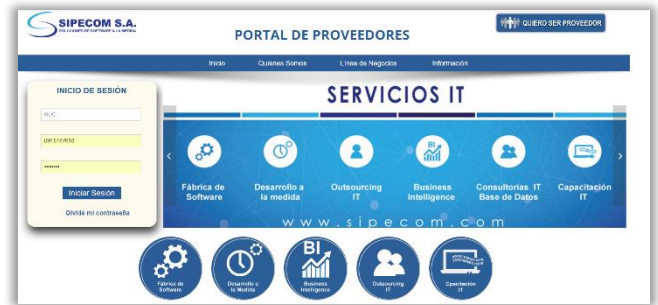 SIPECOM S.A.
SOLUCIONES DE SOFTWARE A LA MEDIDA
PORTAL DE PROVEEDORES
QUIERO SER PROVEEDOR
Inicio
Quienes Somos
Línea de Negocios
Información
INICIO DE SESIÓN
RUC
•••••••
Iniciar Sesión
Olvidé mi contraseña
SERVICIOS IT
BI
Fábrica de
Software
Desarrollo a
la medida
Outsourcing
IT
Business
Intelligence
Consultorías IT
Base de Datos
Capacitación
IT
www.sipecom.com
Fábrica de
Software
Desarrollo a
la Medida
BI
Business
Intelligence
Outsourcing
IT
Capacitación
IT